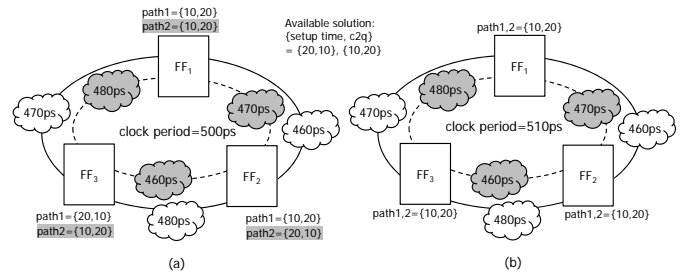 path1={10,20}
path2={10,20}
Available solution:
{setup time, c2q}
= {20,10}, {10,20}
FF1
480ps
470ps
470ps
460ps
clock period=500ps
FF3
460ps
FF2
480ps
path1={20,10}
path2={10,20}
path1={10,20}
path2={20,10}
(a)
path1,2={10,20}
FF1
480ps
470ps
470ps
460ps
clock period=510ps
FF3
460ps
FF2
480ps
path1,2={10,20}
path1,2={10,20}
(b)